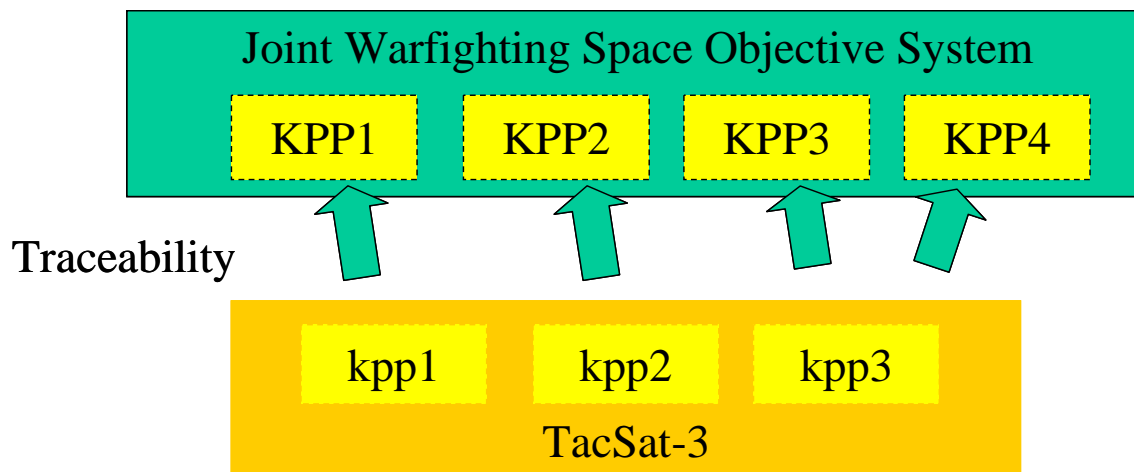 Joint Warfighting Space Objective System
KPP1 KPP2 KPP3 KPP4
Traceability
kpp1 kpp2 kpp3
TacSat-3